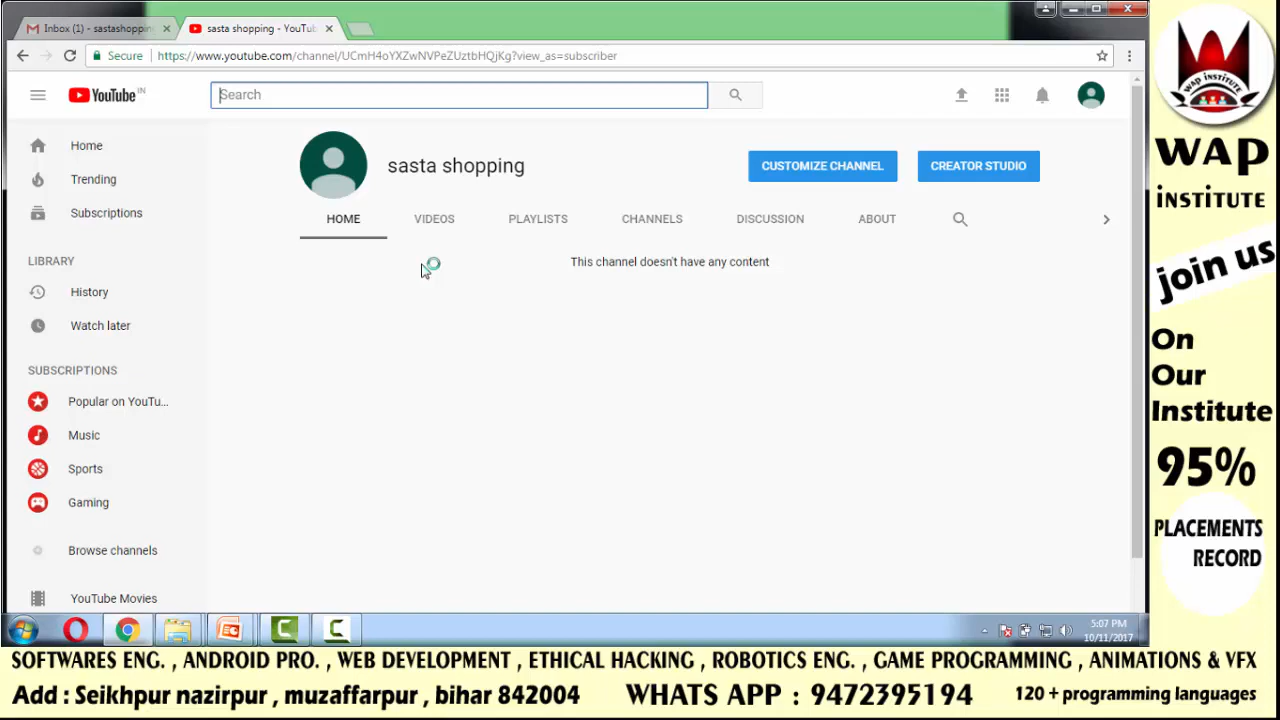 Inbox (1) - sastashoppin
sasta shopping - YouTub
Secure
https://www.youtube.com/channel/UCmH4oYXZwNVPeZUztbHQjKg?view_as=subscriber
YouTube IN
Search
Home
Trending
Subscriptions
LIBRARY
History
Watch later
SUBSCRIPTIONS
Popular on YouTu...
Music
Sports
Gaming
Browse channels
YouTube Movies
sasta shopping
CUSTOMIZE CHANNEL
CREATOR STUDIO
HOME VIDEOS PLAYLISTS CHANNELS DISCUSSION ABOUT
This channel doesn't have any content
5:07 PM
10/11/2017
WAP INSTITUTE
WAP
INSTITUTE
join us
On
Our
Institute
95%
PLACEMENTS
RECORD
SOFTWARES ENG. , ANDROID PRO. , WEB DEVELOPMENT , ETHICAL HACKING , ROBOTICS ENG. , GAME PROGRAMMING , ANIMATIONS & VFX
Add : Seikhpur nazirpur , muzaffarpur , bihar 842004 WHATS APP : 9472395194 120 + programming languages